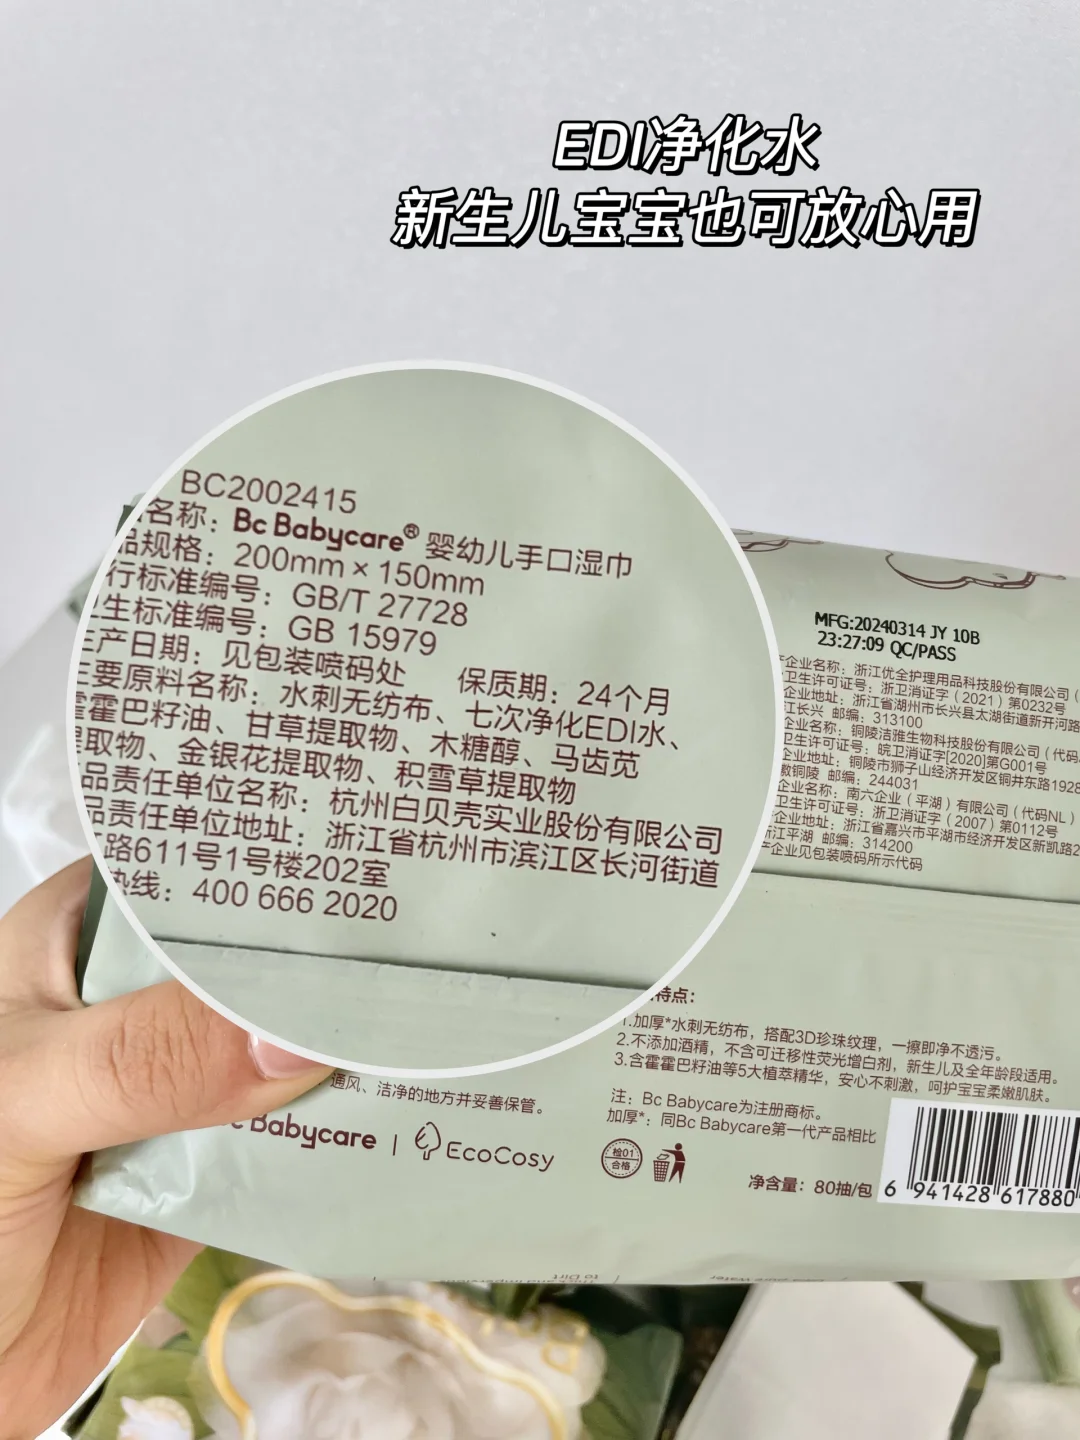 EDI净化水
新生儿宝宝也可放心用
BC2002415
名称：Bc Babycare® 婴幼儿手口湿巾
品规格：200mm×150mm
行标准编号：GB/T 27728
卫生标准编号：GB 15979
生产日期：见包装喷码处 保质期：24个月
主要原料名称：水刺无纺布、七次净化EDI水、
霍霍巴籽油、甘草提取物、木糖醇、马齿苋
提取物、金银花提取物、积雪草提取物
品责任单位名称：杭州白贝壳实业股份有限公司
品责任单位地址：浙江省杭州市滨江区长河街道
路611号1号楼202室
热线：400 666 2020
MFG:20240314 JY 10B
23:27:09 QC/PASS
企业名称：浙江优全护理用品科技股份有限公司（
卫生许可证号：浙卫消证字（2021）第0232号
企业地址：浙江省湖州市长兴县太湖街道新开河路
江长兴 邮编：313100
企业名称：铜陵洁雅生物科技股份有限公司（代码
卫生许可证号：皖卫消证字[2020]第G001号
企业地址：铜陵市狮子山经济开发区铜井东路1928
徽铜陵 邮编：244031
企业名称：南六企业（平湖）有限公司（代码NL）
卫生许可证号：浙卫消证字（2007）第0112号
企业地址：浙江省嘉兴市平湖市经济开发区新凯路2
浙江平湖 邮编：314200
企业见包装喷码所示代码
特点：
1.加厚*水刺无纺布，搭配3D珍珠纹理，一擦即净不透污。
2.不添加酒精，不含可迁移性荧光增白剂，新生儿及全年龄段适用。
3.含霍霍巴籽油等5大植萃精华，安心不刺激，呵护宝宝柔嫩肌肤。
注：Bc Babycare为注册商标。
加厚*：同Bc Babycare第一代产品相比
通风、洁净的地方并妥善保管。
Bc Babycare | EcoCosy
检01
合格
净含量：80抽/包
6 941428 617880